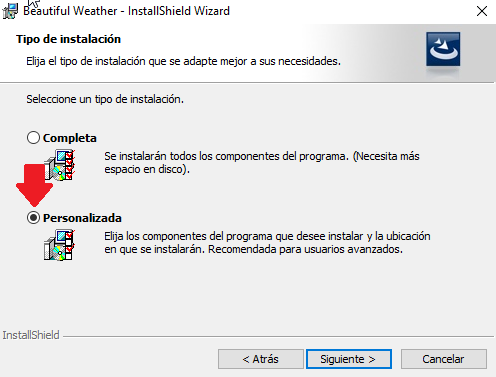 Beautiful Weather - InstallShield Wizard
Tipo de instalación
Elija el tipo de instalación que se adapte mejor a sus necesidades.
Seleccione un tipo de instalación.
Completa
Se instalarán todos los componentes del programa. (Necesita más
espacio en disco).
Personalizada
Elija los componentes del programa que desee instalar y la ubicación
en que se instalarán. Recomendada para usuarios avanzados.
InstallShield
< Atrás
Siguiente >
Cancelar